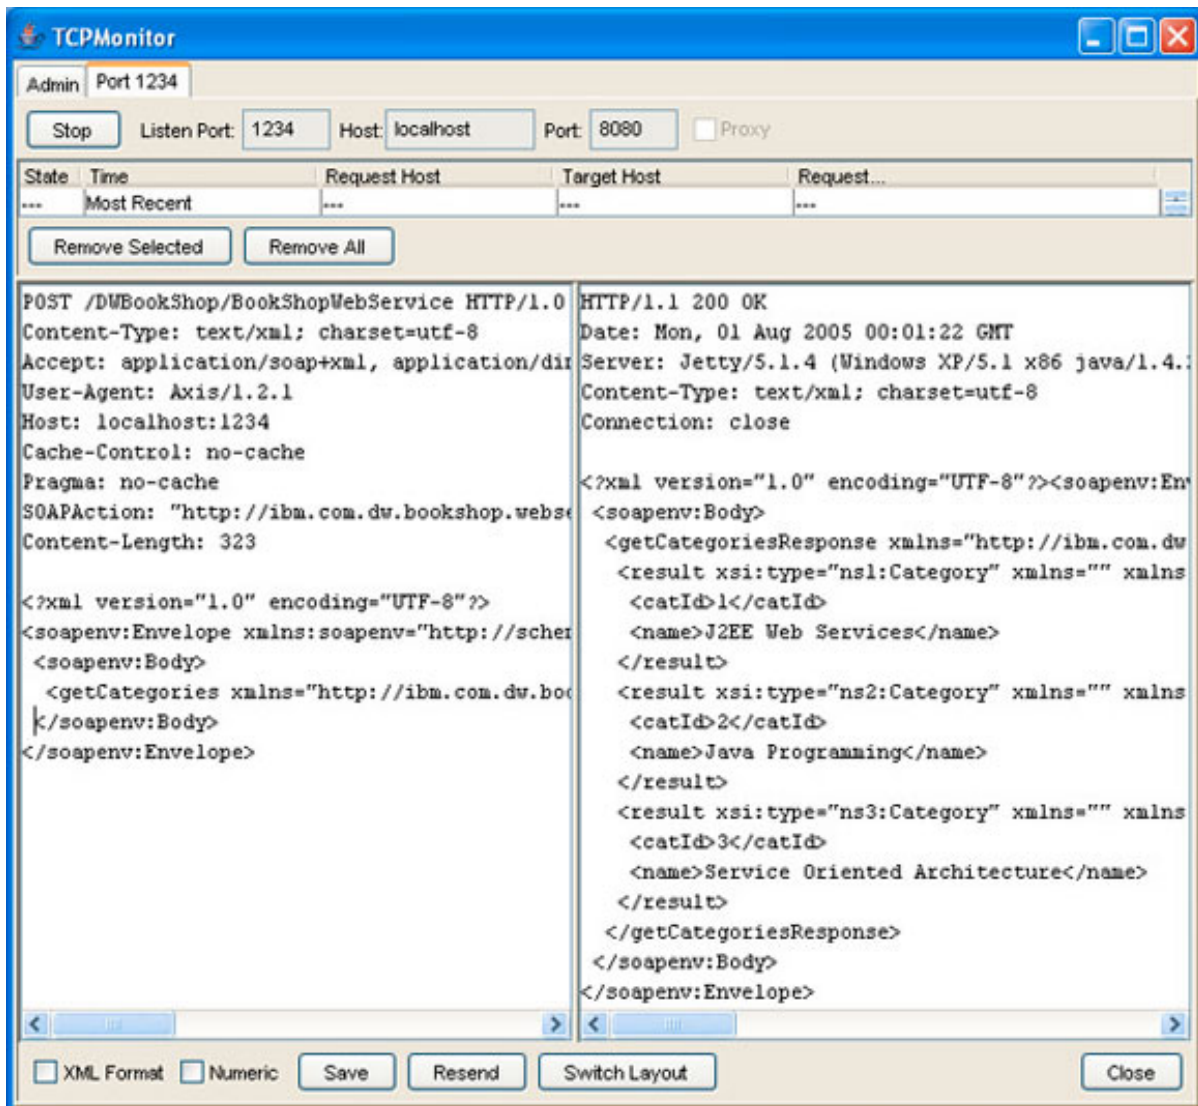 TCPMonitor
Admin Port 1234
Stop Listen Port: 1234 Host: localhost Port: 8080 Proxy
State Time Request Host Target Host Request...
--- Most Recent --- --- ---
Remove Selected Remove All
POST /DWBookShop/BookShopWebService HTTP/1.0
Content-Type: text/xml; charset=utf-8
Accept: application/soap+xml, application/dim
User-Agent: Axis/1.2.1
Host: localhost:1234
Cache-Control: no-cache
Pragma: no-cache
SOAPAction: "http://ibm.com.dw.bookshop.webse
Content-Length: 323
<?xml version="1.0" encoding="UTF-8"?>
<soapenv:Envelope xmlns:soapenv="http://schem
<soapenv:Body>
<getCategories xmlns="http://ibm.com.dw.boo
</soapenv:Body>
</soapenv:Envelope>
HTTP/1.1 200 OK
Date: Mon, 01 Aug 2005 00:01:22 GMT
Server: Jetty/5.1.4 (Windows XP/5.1 x86 java/1.4.
Content-Type: text/xml; charset=utf-8
Connection: close
<?xml version="1.0" encoding="UTF-8"?><soapenv:Env
<soapenv:Body>
<getCategoriesResponse xmlns="http://ibm.com.dw
<result xsi:type="ns1:Category" xmlns="" xmlns
<catId>1</catId>
<name>J2EE Web Services</name>
</result>
<result xsi:type="ns2:Category" xmlns="" xmlns
<catId>2</catId>
<name>Java Programming</name>
</result>
<result xsi:type="ns3:Category" xmlns="" xmlns
<catId>3</catId>
<name>Service Oriented Architecture</name>
</result>
</getCategoriesResponse>
</soapenv:Body>
</soapenv:Envelope>
XML Format Numeric Save Resend Switch Layout Close